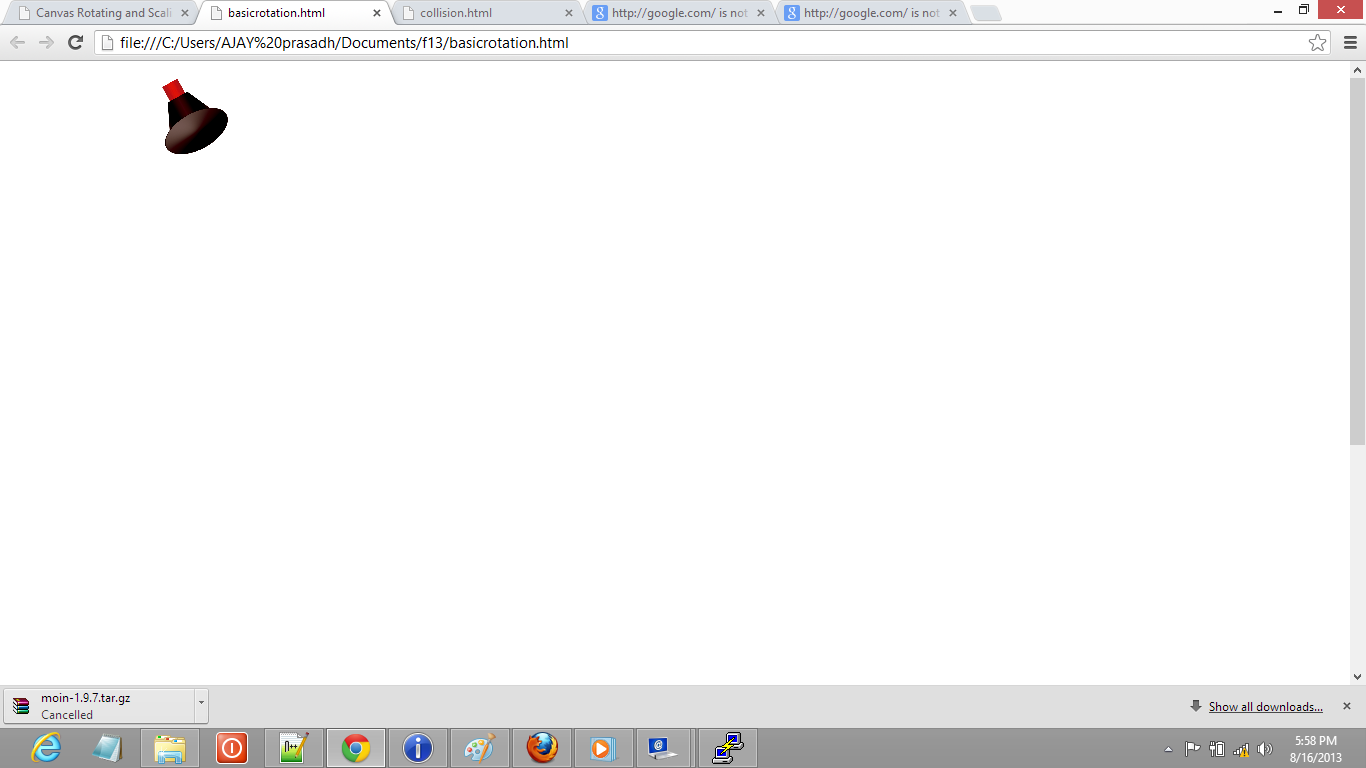 Canvas Rotating and Scali
basicrotation.html
collision.html
http://google.com/ is not
http://google.com/ is not
file:///C:/Users/AJAY%20prasadh/Documents/f13/basicrotation.html
moin-1.9.7.tar.gz
Cancelled
Show all downloads...
5:58 PM
8/16/2013